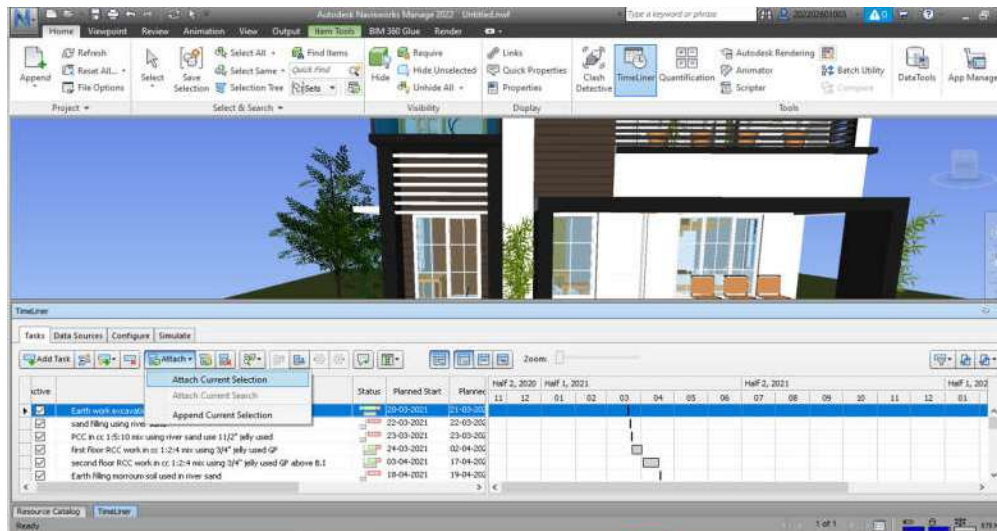 Autodesk Navisworks Manage 2022 Untitled.nwf
Type a keyword or phrase
20220260100
Home Viewpoint Review Animation View Output Item Tools BIM 360 Glue Render
Append
Refresh
Reset All...
File Options
Project
Select
Save Selection
Select All
Select Same
Selection Tree
Find Items
Quick Find
Sets
Select & Search
Hide
Require
Hide Unselected
Unhide All
Visibility
Links
Quick Properties
Properties
Display
Clash Detective
TimeLiner
Quantification
Autodesk Rendering
Animator
Scripter
Batch Utility
Compare
Tools
DataTools
App Manage
TimeLiner
Tasks Data Sources Configure Simulate
Add Task Attach Zoom:
Attach Current Selection
Attach Current Search
Append Current Selection
Active Status Planned Start Planned
Half 2, 2020 Half 1, 2021 Half 2, 2021 Half 1, 202
11 12 01 02 03 04 05 06 07 08 09 10 11 12 01
Earth work excavati 20-03-2021 21-03-202
sand filling using river sand 22-03-2021 22-03-202
PCC in cc 1:5:10 mix using river sand use 11/2" jelly used 23-03-2021 23-03-202
first floor RCC work in cc 1:2:4 mix using 3/4" jelly used GF 24-03-2021 02-04-202
second floor RCC work in cc 1:2:4 mix using 3/4" jelly used GF above 8.1 03-04-2021 17-04-202
Earth filling morroum soil used in river sand 18-04-2021 19-04-202
Resource Catalog TimeLiner
Ready 1 of 1